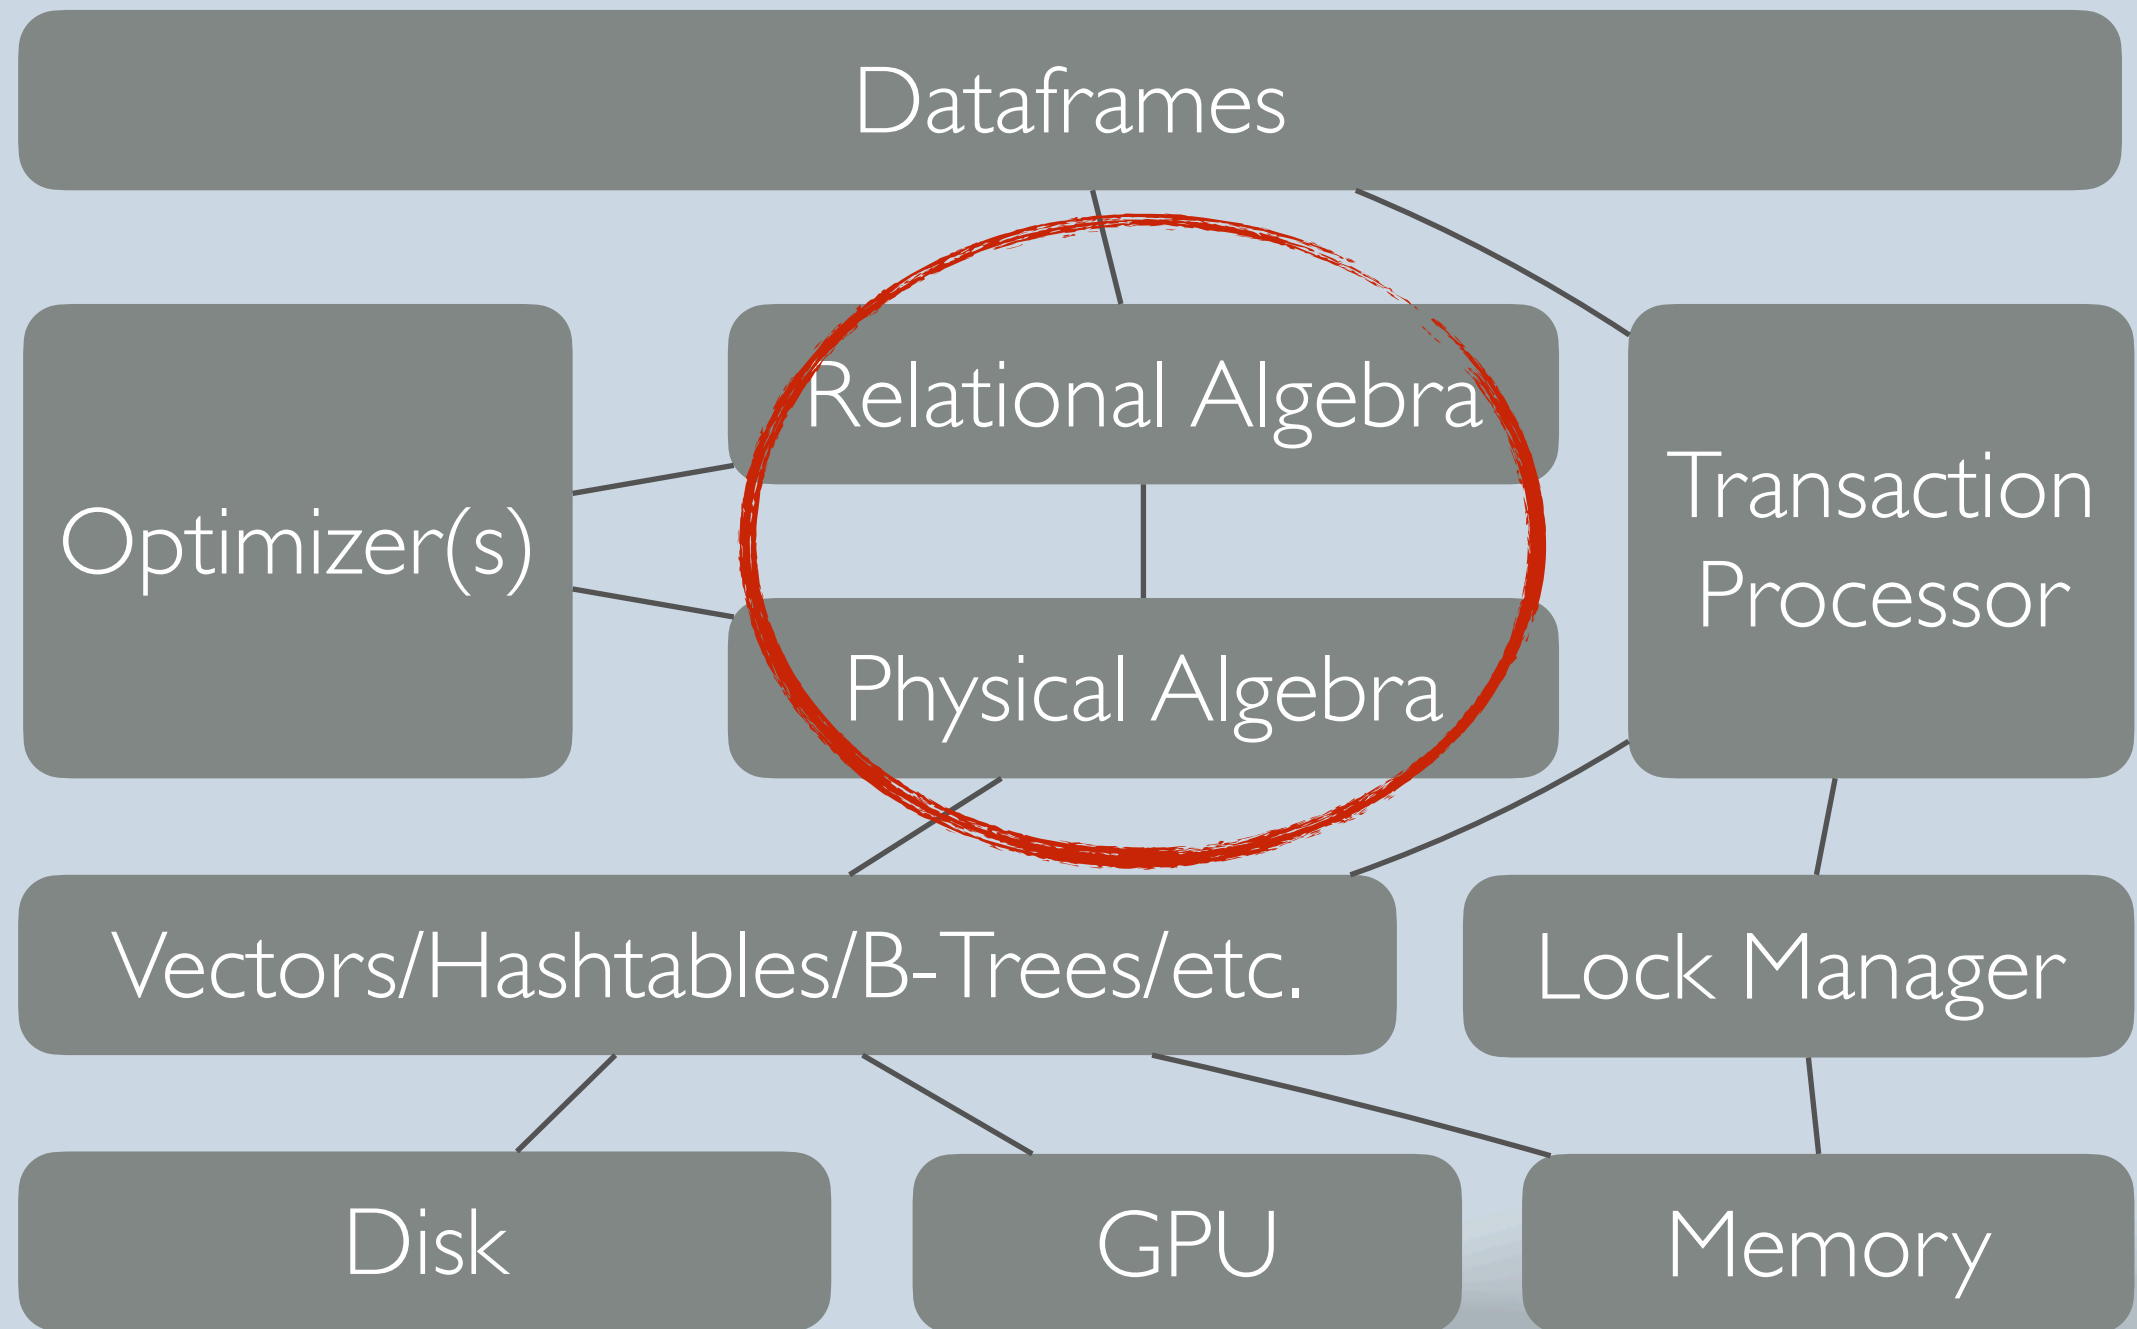 Dataframes
Relational Algebra
Optimizer(s)
Transaction
Processor
Physical Algebra
Vectors/Hashtables/B-Trees/etc.
Lock Manager
Disk
GPU
Memory